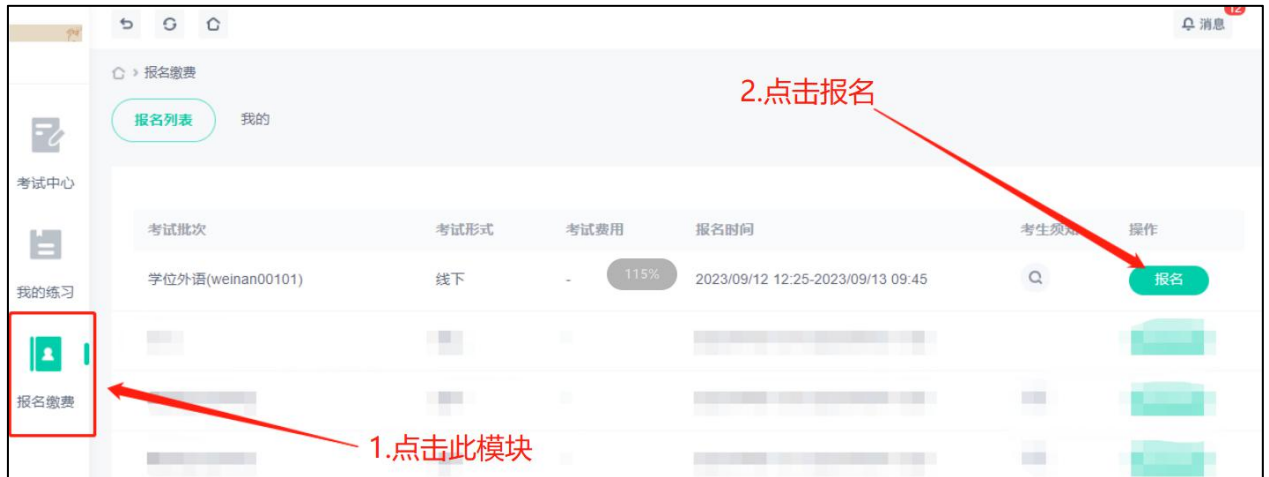 消息
12
报名缴费
2.点击报名
报名列表
我的
考试中心
考试批次
考试形式
考试费用
报名时间
考生须知
操作
学位外语(weinan00101)
线下
-
115%
2023/09/12 12:25-2023/09/13 09:45
报名
我的练习
报名缴费
1.点击此模块